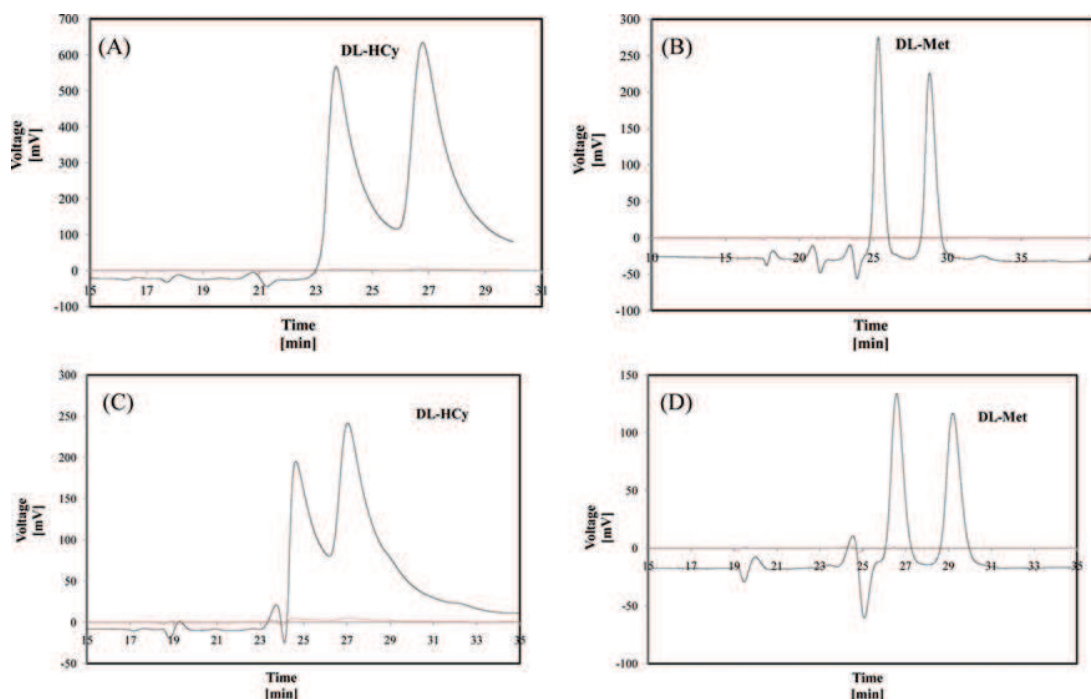 (A)
DL-HCy
700
600
500
400
300
200
100
0
-100
Voltage
[mV]
15 17 19 21 23 25 27 29 31
Time
[min]
(B)
DL-Met
300
250
200
150
100
50
0
-50
-100
Voltage
[mV]
10 15 20 25 30 35
Time
[min]
(C)
DL-HCy
300
250
200
150
100
50
0
-50
Voltage
[mV]
15 17 19 21 23 25 27 29 31 33 35
Time
[min]
(D)
DL-Met
150
100
50
0
-50
-100
Voltage
[mV]
15 17 19 21 23 25 27 29 31 33 35
Time
[min]